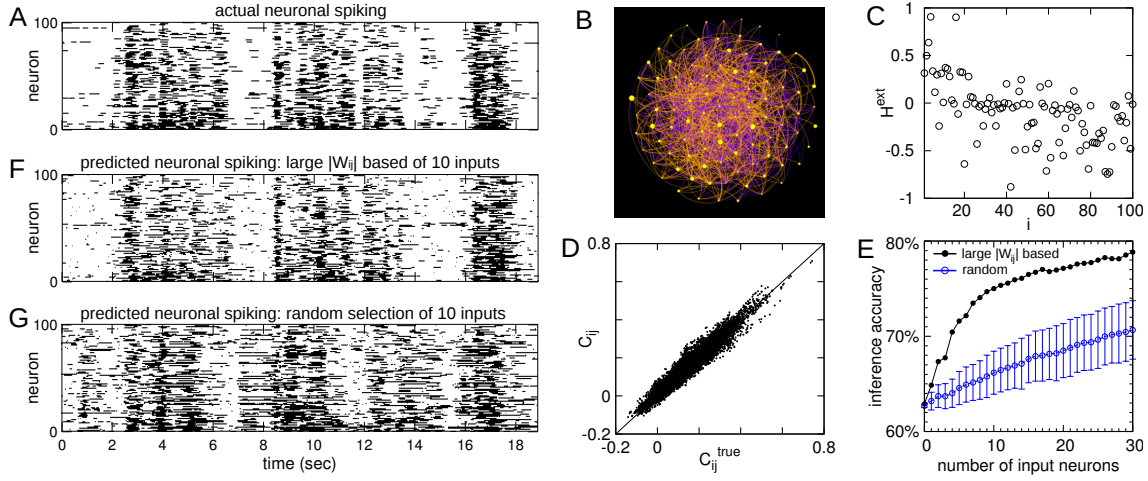 A
actual neuronal spiking
100
neuron
0
F
predicted neuronal spiking: large |Wij| based of 10 inputs
100
neuron
0
G
predicted neuronal spiking: random selection of 10 inputs
100
neuron
0
0 2 4 6 8 10 12 14 16 18
time (sec)
B
C
1
0.5
0
-0.5
-1
H^ext
20 40 60 80 100
i
D
0.8
C_ij
0
-0.2
-0.2 0 0.4 0.8
C_ij^true
E
80%
70%
60%
inference accuracy
large |W_ij| based
random
0 10 20 30
number of input neurons